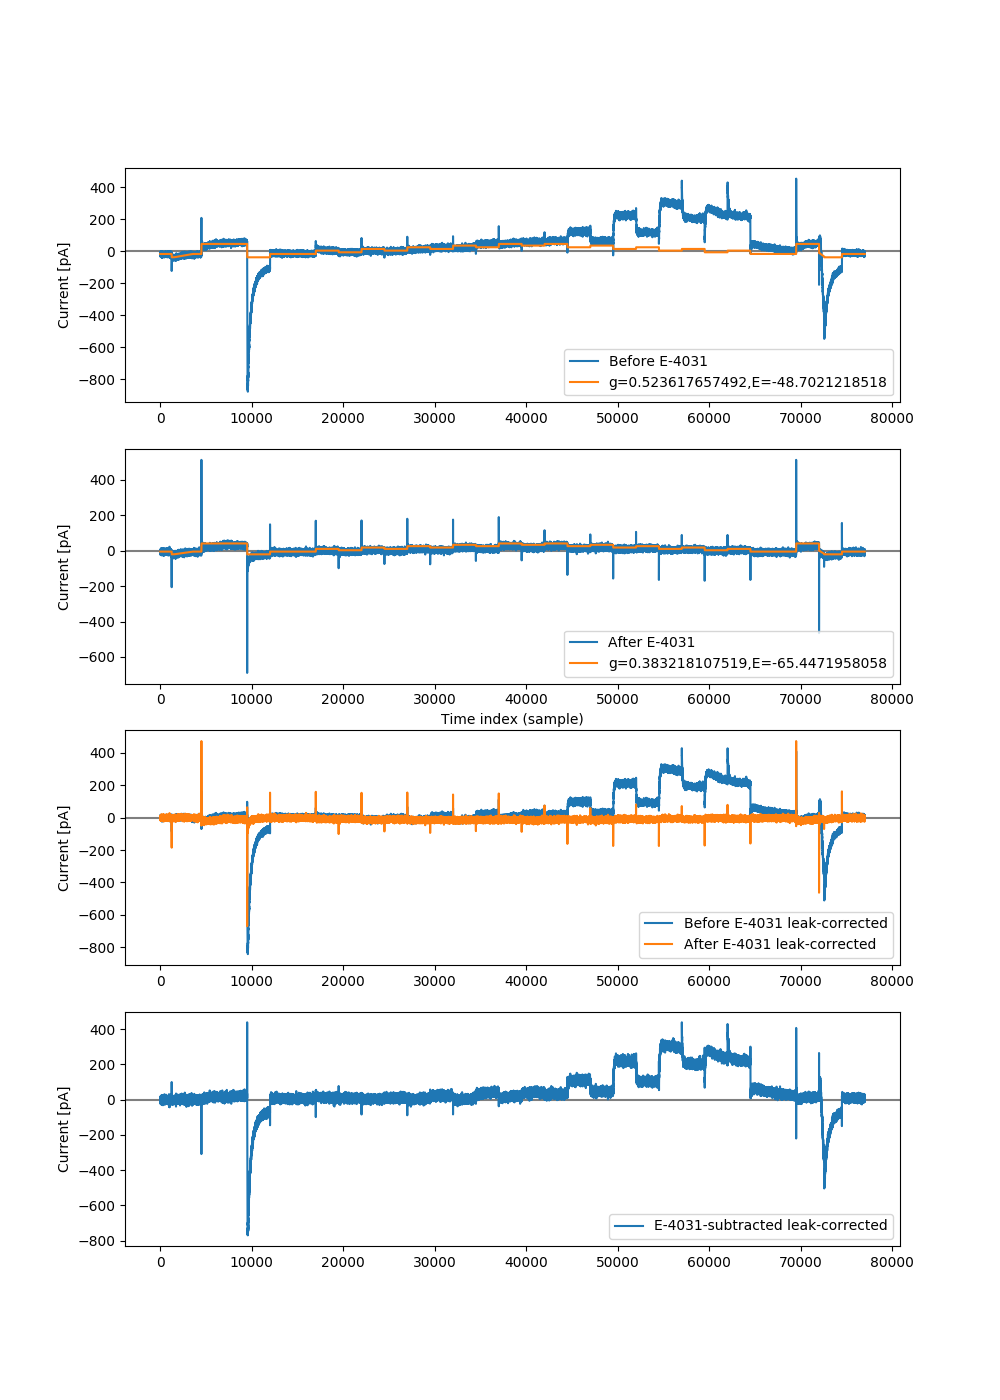 400
200
0
−200
−400
−600
−800
Current [pA]
Before E-4031
g=0.523617657492,E=-48.7021218518
0 10000 20000 30000 40000 50000 60000 70000 80000
400
200
0
−200
−400
−600
Current [pA]
After E-4031
g=0.383218107519,E=-65.4471958058
0 10000 20000 30000 40000 50000 60000 70000 80000
Time index (sample)
400
200
0
−200
−400
−600
−800
Current [pA]
Before E-4031 leak-corrected
After E-4031 leak-corrected
0 10000 20000 30000 40000 50000 60000 70000 80000
400
200
0
−200
−400
−600
−800
Current [pA]
E-4031-subtracted leak-corrected
0 10000 20000 30000 40000 50000 60000 70000 80000